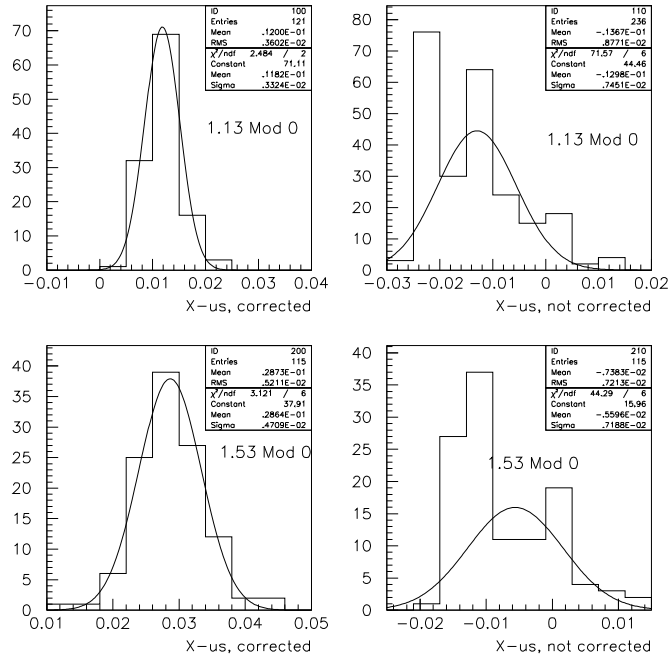 ID 100
Entries 121
Mean .1200E-01
RMS .3602E-02
χ²/ndf 2.484 / 2
Constant 71.11
Mean .1182E-01
Sigma .3324E-02
1.13 Mod 0
70
60
50
40
30
20
10
0
-0.01 0 0.01 0.02 0.03 0.04
X-us, corrected
ID 110
Entries 236
Mean -.1367E-01
RMS .8771E-02
χ²/ndf 71.57 / 6
Constant 44.46
Mean -.1298E-01
Sigma .7451E-02
1.13 Mod 0
80
70
60
50
40
30
20
10
0
-0.03 -0.02 -0.01 0 0.01 0.02
X-us, not corrected
ID 200
Entries 115
Mean .2873E-01
RMS .5211E-02
χ²/ndf 3.121 / 6
Constant 37.91
Mean .2864E-01
Sigma .4709E-02
1.53 Mod 0
40
35
30
25
20
15
10
5
0
0.01 0.02 0.03 0.04 0.05
X-us, corrected
ID 210
Entries 115
Mean -.7383E-02
RMS .7213E-02
χ²/ndf 44.29 / 6
Constant 15.96
Mean -.5596E-02
Sigma .7188E-02
1.53 Mod 0
40
35
30
25
20
15
10
5
0
-0.02 -0.01 0 0.01
X-us, not corrected